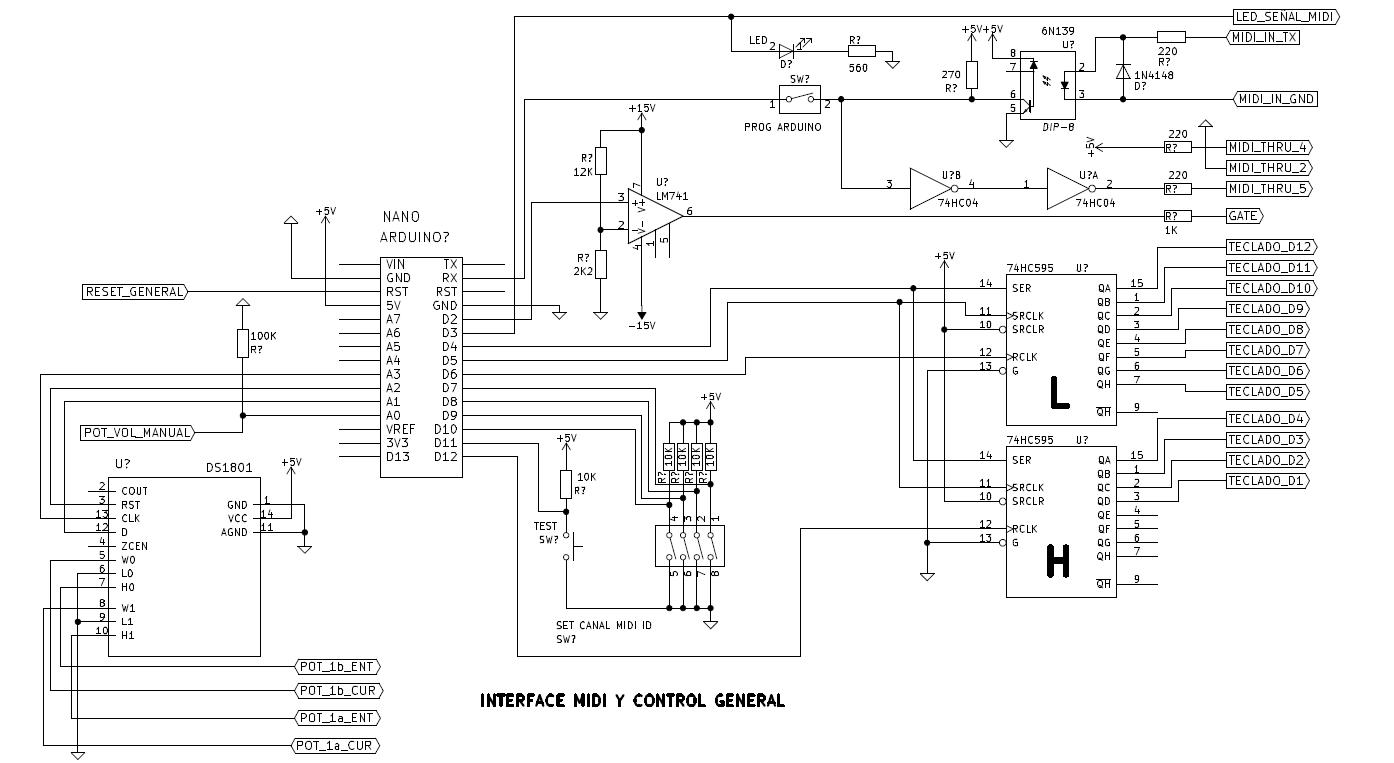 LED_SEÑAL_MIDI
LED 2 1 D? R? 560
+5V +5V 6N139 U?
MIDI_IN_TX
220 R?
1N4148 D?
8 7 6 5 2 3
270 R?
DIP-8
MIDI_IN_GND
SW? 1 2
PROG ARDUINO
+15V
R? 12K
U? LM741
3 2 7 6 4 1 5
+ V+ - V-
R? 2K2
-15V
+5V 220 R? MIDI_THRU_4
MIDI_THRU_2
3 U?B 4 74HC04
1 U?A 2 74HC04
220 R? MIDI_THRU_5
R? 1K GATE
NANO
ARDUINO?
+5V
RESET_GENERAL
VIN TX
GND RX
RST RST
5V GND
A7 D2
A6 D3
A5 D4
A4 D5
A3 D6
A2 D7
A1 D8
A0 D9
VREF D10
3V3 D11
D13 D12
100K R?
POT_VOL_MANUAL
U? DS1801
+5V
2 COUT
3 RST GND 1
13 CLK VCC 14
12 D AGND 11
4 ZCEN
5 W0
6 L0
7 H0
8 W1
9 L1
10 H1
POT_1b_ENT
POT_1b_CUR
POT_1a_ENT
POT_1a_CUR
+5V
10K R?
TEST SW?
+5V
10K 10K 10K 10K
R? R? R? R?
4 3 2 1
5 6 7 8
SET CANAL MIDI ID
SW?
+5V
74HC595 U?
14 SER QA 15
QB 1
11 SRCLK QC 2
10 SRCLR QD 3
QE 4
12 RCLK QF 5
13 G QG 6
QH 7
QH 9
L
TECLADO_D12
TECLADO_D11
TECLADO_D10
TECLADO_D9
TECLADO_D8
TECLADO_D7
TECLADO_D6
TECLADO_D5
74HC595 U?
14 SER QA 15
QB 1
11 SRCLK QC 2
10 SRCLR QD 3
QE 4
12 RCLK QF 5
13 G QG 6
QH 7
QH 9
H
TECLADO_D4
TECLADO_D3
TECLADO_D2
TECLADO_D1
INTERFACE MIDI Y CONTROL GENERAL